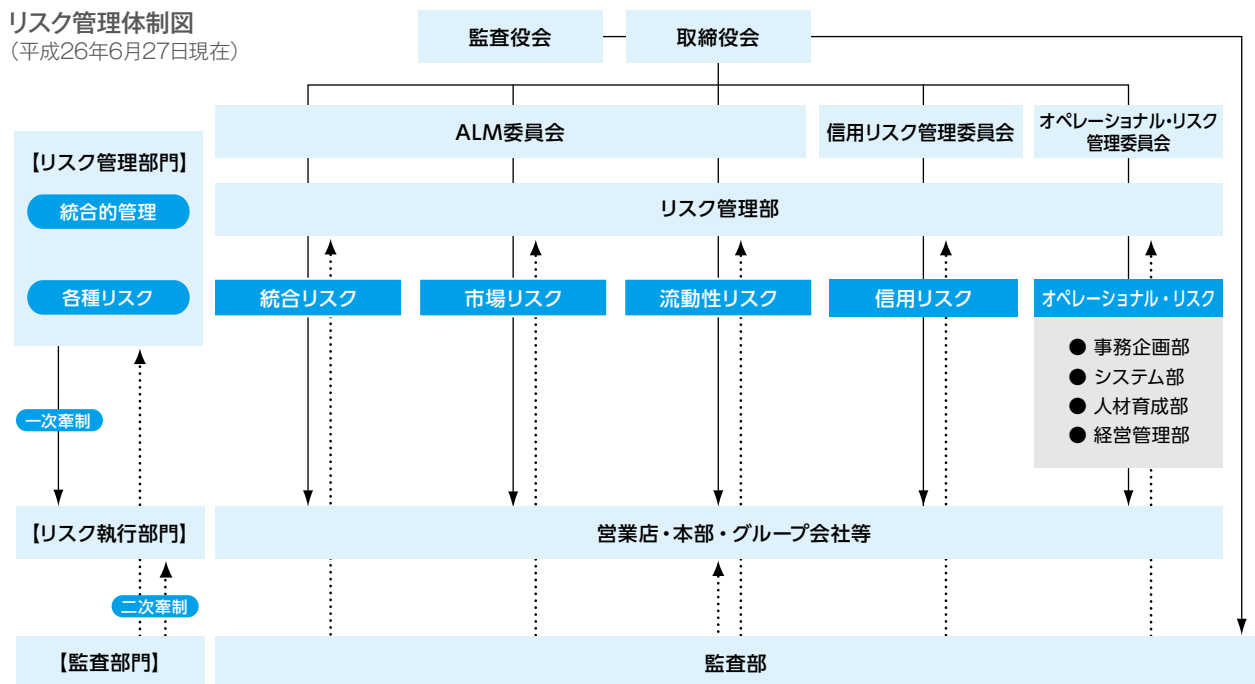 リスク管理体制図
（平成26年6月27日現在）
監査役会
取締役会
ALM委員会
信用リスク管理委員会
オペレーショナル・リスク
管理委員会
【リスク管理部門】
統合的管理
リスク管理部
各種リスク
統合リスク
市場リスク
流動性リスク
信用リスク
オペレーショナル・リスク
● 事務企画部
● システム部
● 人材育成部
● 経営管理部
一次牽制
【リスク執行部門】
営業店・本部・グループ会社等
二次牽制
【監査部門】
監査部